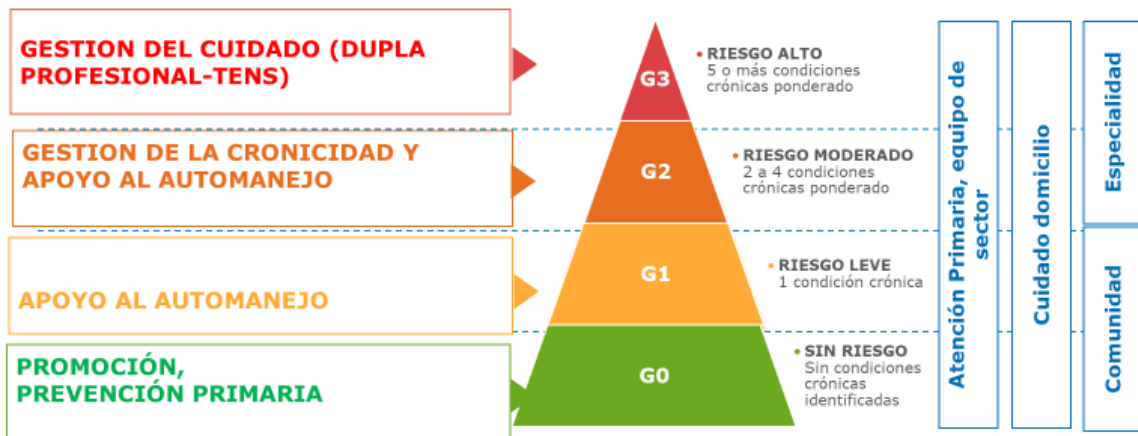 GESTION DEL CUIDADO (DUPLA
PROFESIONAL-TENS)
G3
• RIESGO ALTO
5 o más condiciones
crónicas ponderado
GESTION DE LA CRONICIDAD Y
APOYO AL AUTOMANEJO
G2
• RIESGO MODERADO
2 a 4 condiciones
crónicas ponderado
APOYO AL AUTOMANEJO
G1
• RIESGO LEVE
1 condición crónica
PROMOCIÓN,
PREVENCIÓN PRIMARIA
G0
• SIN RIESGO
Sin condiciones
crónicas
identificadas
Atención Primaria, equipo de
sector
Cuidado domicilio
Especialidad
Comunidad